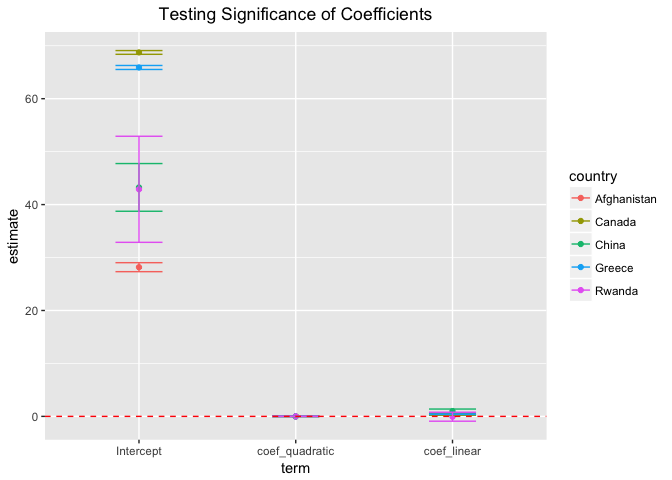 Testing Significance of Coefficients
estimate
60
40
20
0
Intercept
coef_quadratic
coef_linear
term
country
Afghanistan
Canada
China
Greece
Rwanda